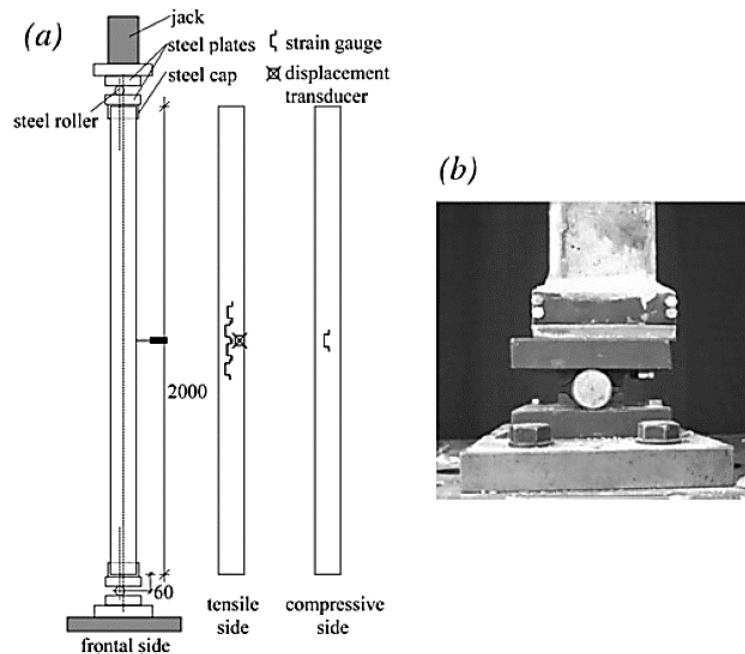 (a)
jack
steel plates
steel cap
steel roller
strain gauge
displacement
transducer
2000
60
frontal side
tensile
side
compressive
side
(b)